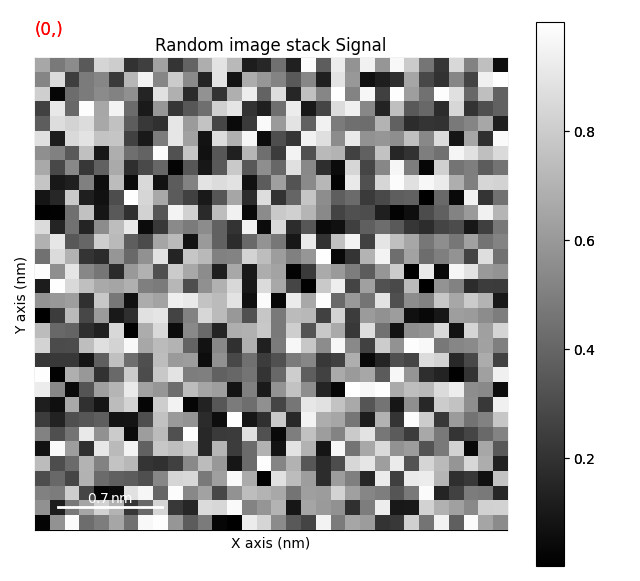 (0,)
Random image stack Signal
Y axis (nm)
0.7 nm
X axis (nm)
0.8
0.6
0.4
0.2